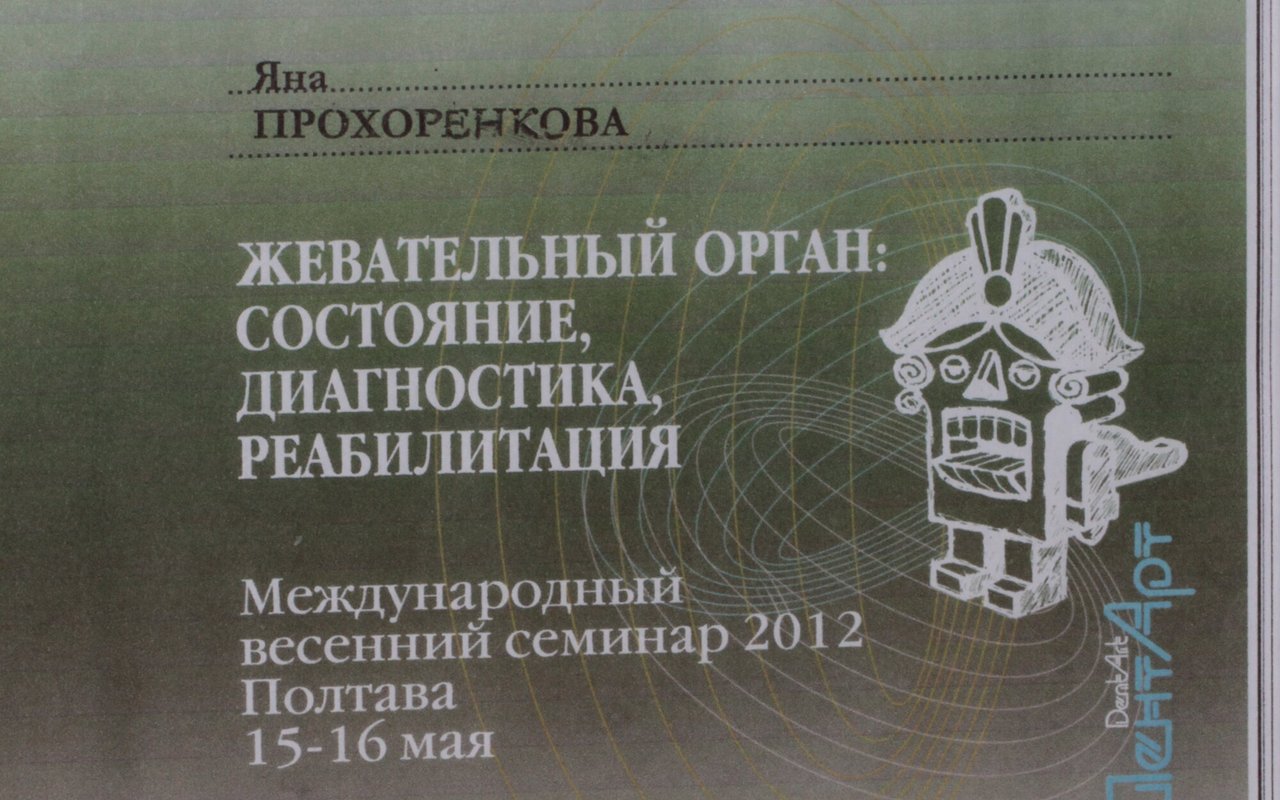 Яна
ПРОХОРЕНКОВА
ЖЕВАТЕЛЬНЫЙ ОРГАН:
СОСТОЯНИЕ,
ДИАГНОСТИКА,
РЕАБИЛИТАЦИЯ
Международный
весенний семинар 2012
Полтава
15-16 мая
DentArt
ДентАрт